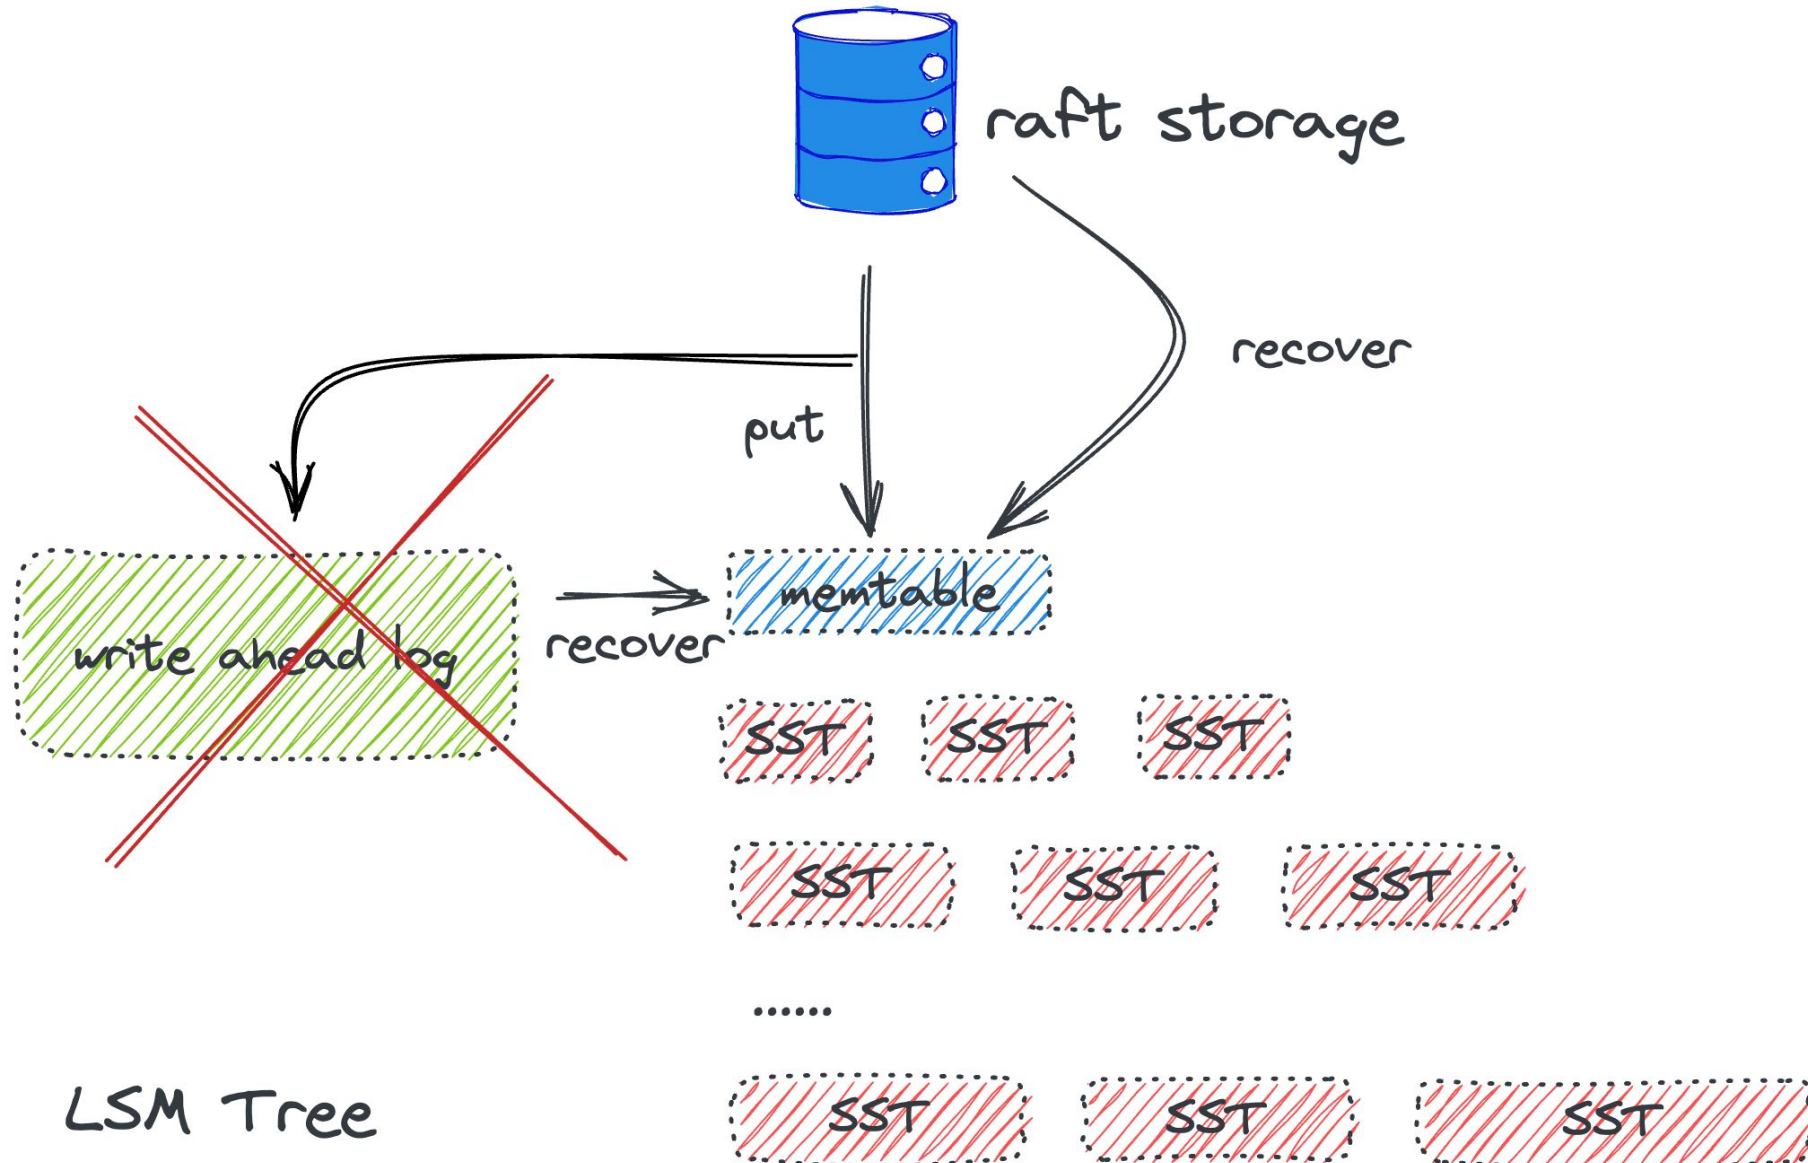 raft storage
recover
put
write ahead log
recover
memtable
SST
SST
SST
SST
SST
SST
......
LSM Tree
SST
SST
SST